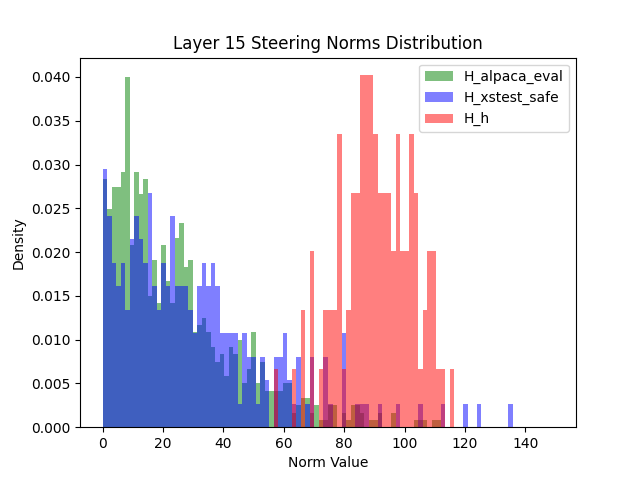 Layer 15 Steering Norms Distribution
H_alpaca_eval
H_xstest_safe
H_h
0.040
0.035
0.030
0.025
0.020
0.015
0.010
0.005
0.000
Density
0 20 40 60 80 100 120 140
Norm Value